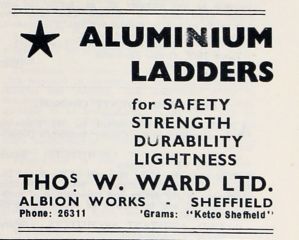 ALUMINIUM
LADDERS
for SAFETY
STRENGTH
DURABILITY
LIGHTNESS
THOS. W. WARD LTD.
ALBION WORKS - SHEFFIELD
Phone: 26311 'Grams: "Ketco Sheffield"